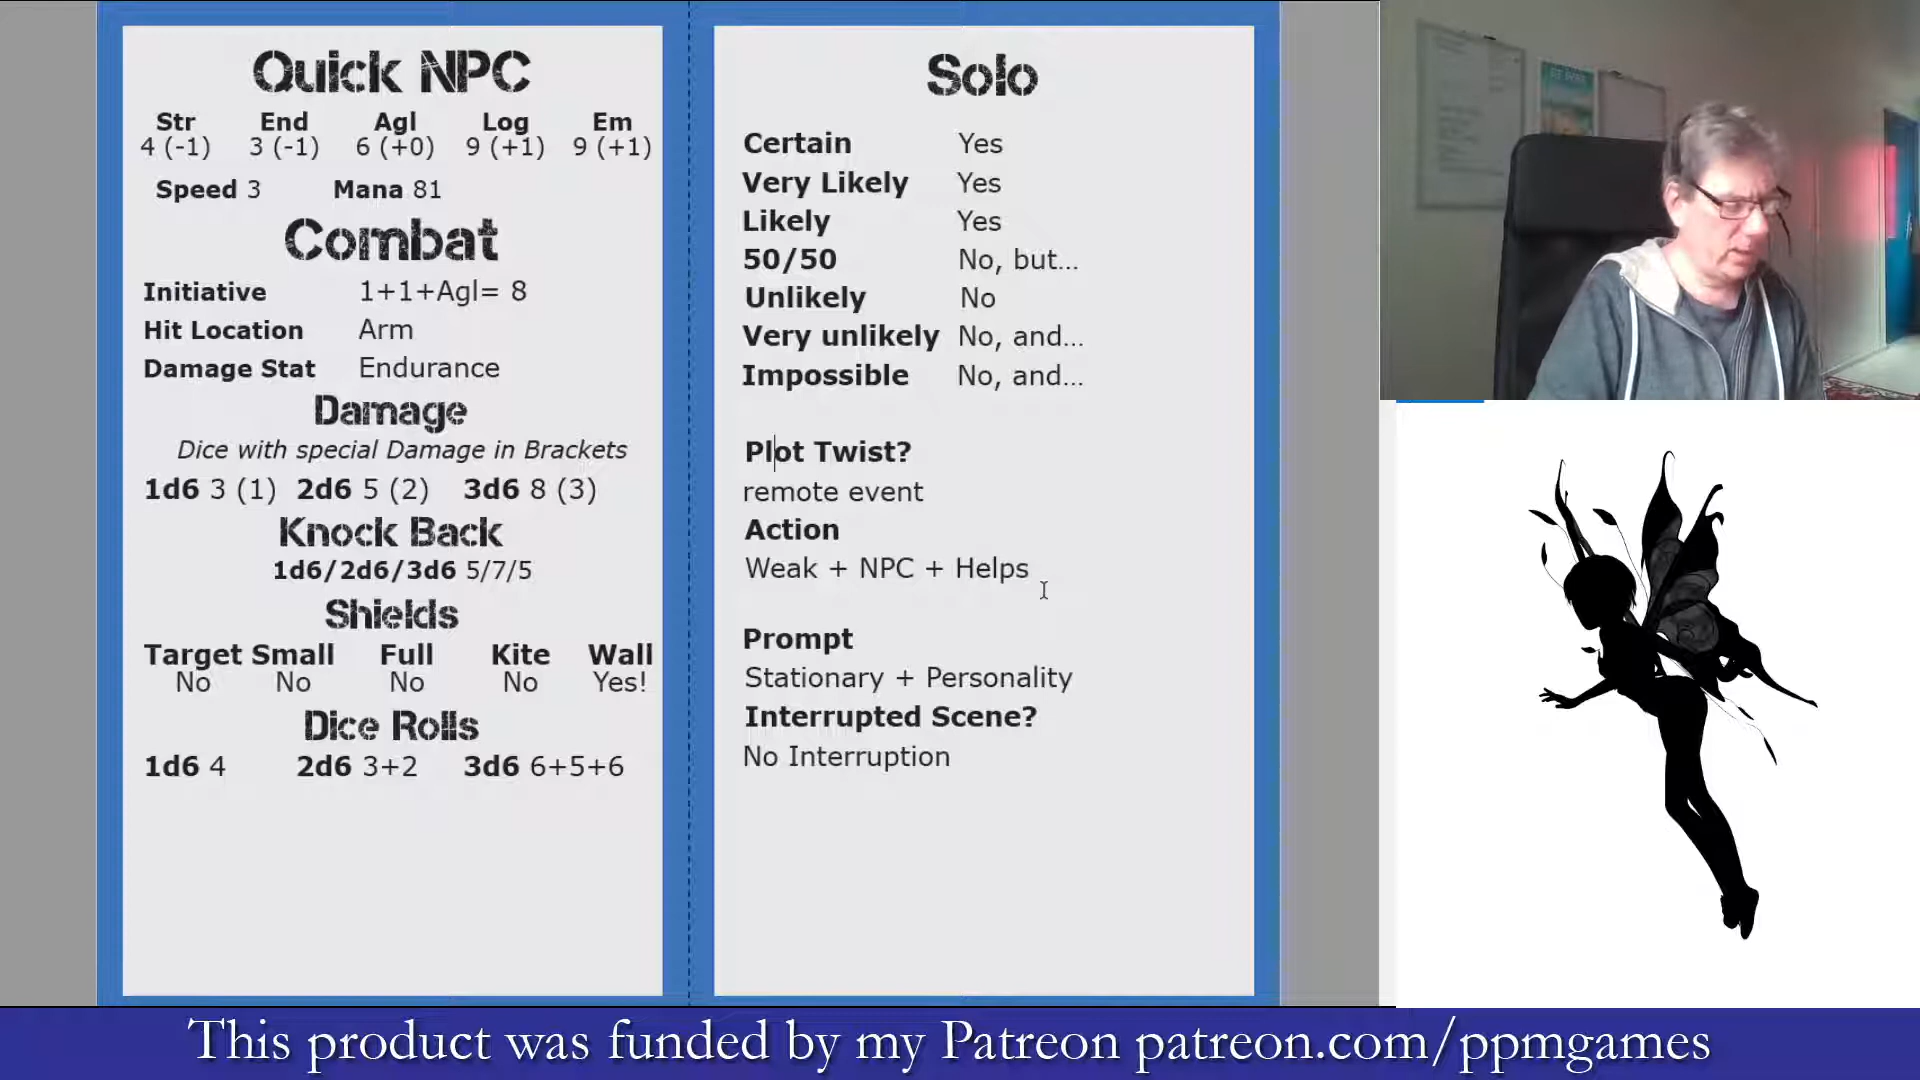 Quick NPC
Str End Agl Log Em
4 (-1) 3 (-1) 6 (+0) 9 (+1) 9 (+1)
Speed 3 Mana 81
Combat
Initiative 1+1+Agl= 8
Hit Location Arm
Damage Stat Endurance
Damage
Dice with special Damage in Brackets
1d6 3 (1) 2d6 5 (2) 3d6 8 (3)
Knock Back
1d6/2d6/3d6 5/7/5
Shields
Target Small Full Kite Wall
No No No No Yes!
Dice Rolls
1d6 4 2d6 3+2 3d6 6+5+6
Solo
Certain Yes
Very Likely Yes
Likely Yes
50/50 No, but...
Unlikely No
Very unlikely No, and...
Impossible No, and...
Plot Twist?
remote event
Action
Weak + NPC + Helps
Prompt
Stationary + Personality
Interrupted Scene?
No Interruption
This product was funded by my Patreon patreon.com/ppmgames